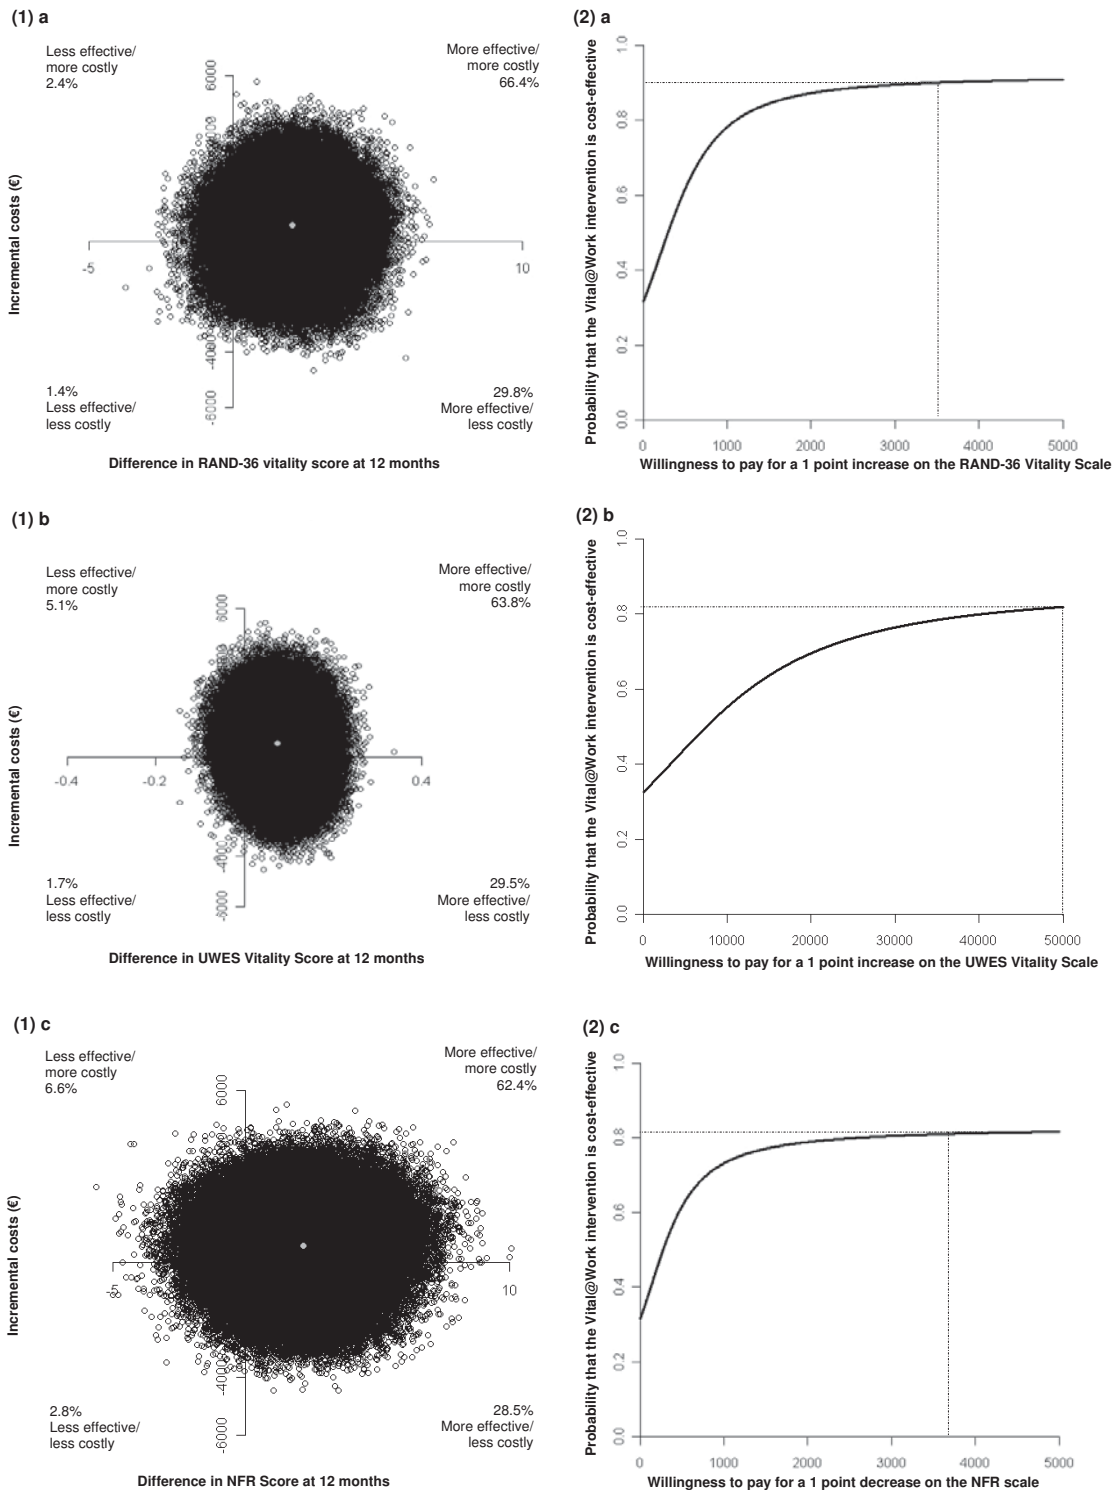 (1) a
Less effective/
more costly
2.4%
More effective/
more costly
66.4%
6000
-5
10
-4000
-6000
Incremental costs (€)
1.4%
Less effective/
less costly
29.8%
More effective/
less costly
Difference in RAND-36 vitality score at 12 months
(2) a
Probability that the Vital@Work intervention is cost-effective
1.0
0.8
0.6
0.4
0.2
0.0
0 1000 2000 3000 4000 5000
Willingness to pay for a 1 point increase on the RAND-36 Vitality Scale
(1) b
Less effective/
more costly
5.1%
More effective/
more costly
63.8%
6000
-0.4 -0.2 0.4
-4000
-6000
Incremental costs (€)
1.7%
Less effective/
less costly
29.5%
More effective/
less costly
Difference in UWES Vitality Score at 12 months
(2) b
Probability that the Vital@Work intervention is cost-effective
1.0
0.8
0.6
0.4
0.2
0.0
0 10000 20000 30000 40000 50000
Willingness to pay for a 1 point increase on the UWES Vitality Scale
(1) c
Less effective/
more costly
6.6%
More effective/
more costly
62.4%
6000
-5
10
-4000
-6000
Incremental costs (€)
2.8%
Less effective/
less costly
28.5%
More effective/
less costly
Difference in NFR Score at 12 months
(2) c
Probability that the Vital@Work intervention is cost-effective
1.0
0.8
0.6
0.4
0.2
0.0
0 1000 2000 3000 4000 5000
Willingness to pay for a 1 point decrease on the NFR scale